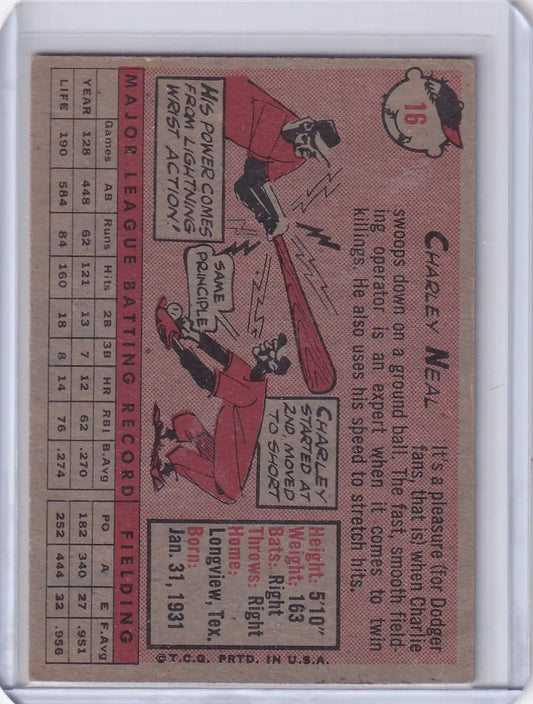 16
CHARLEY NEAL
It's a pleasure (for Dodger
fans, that is) when Charlie
swoops down on a ground ball. The fast, smooth field-
ing operator is an expert when it comes to twin
killings. He also uses his speed to stretch hits.
HIS POWER COMES
FROM LIGHTNING
WRIST ACTION!
SAME
PRINCIPLE
CHARLEY
STARTED AT
2ND, MOVED
TO SHORT
Height: 5'10"
Weight: 163
Bats: Right
Throws: Right
Home:
Longview, Tex.
Born:
Jan. 31, 1931
©T.C.G. PRTD. IN U.S.A.
MAJOR LEAGUE BATTING RECORD FIELDING
Games AB Runs Hits 2B 3B HR RBI B.Avg PO A E F.Avg
YEAR 128 448 62 121 13 7 12 62 .270 182 340 27 .951
LIFE 190 584 84 160 18 8 14 76 .274 252 444 32 .956